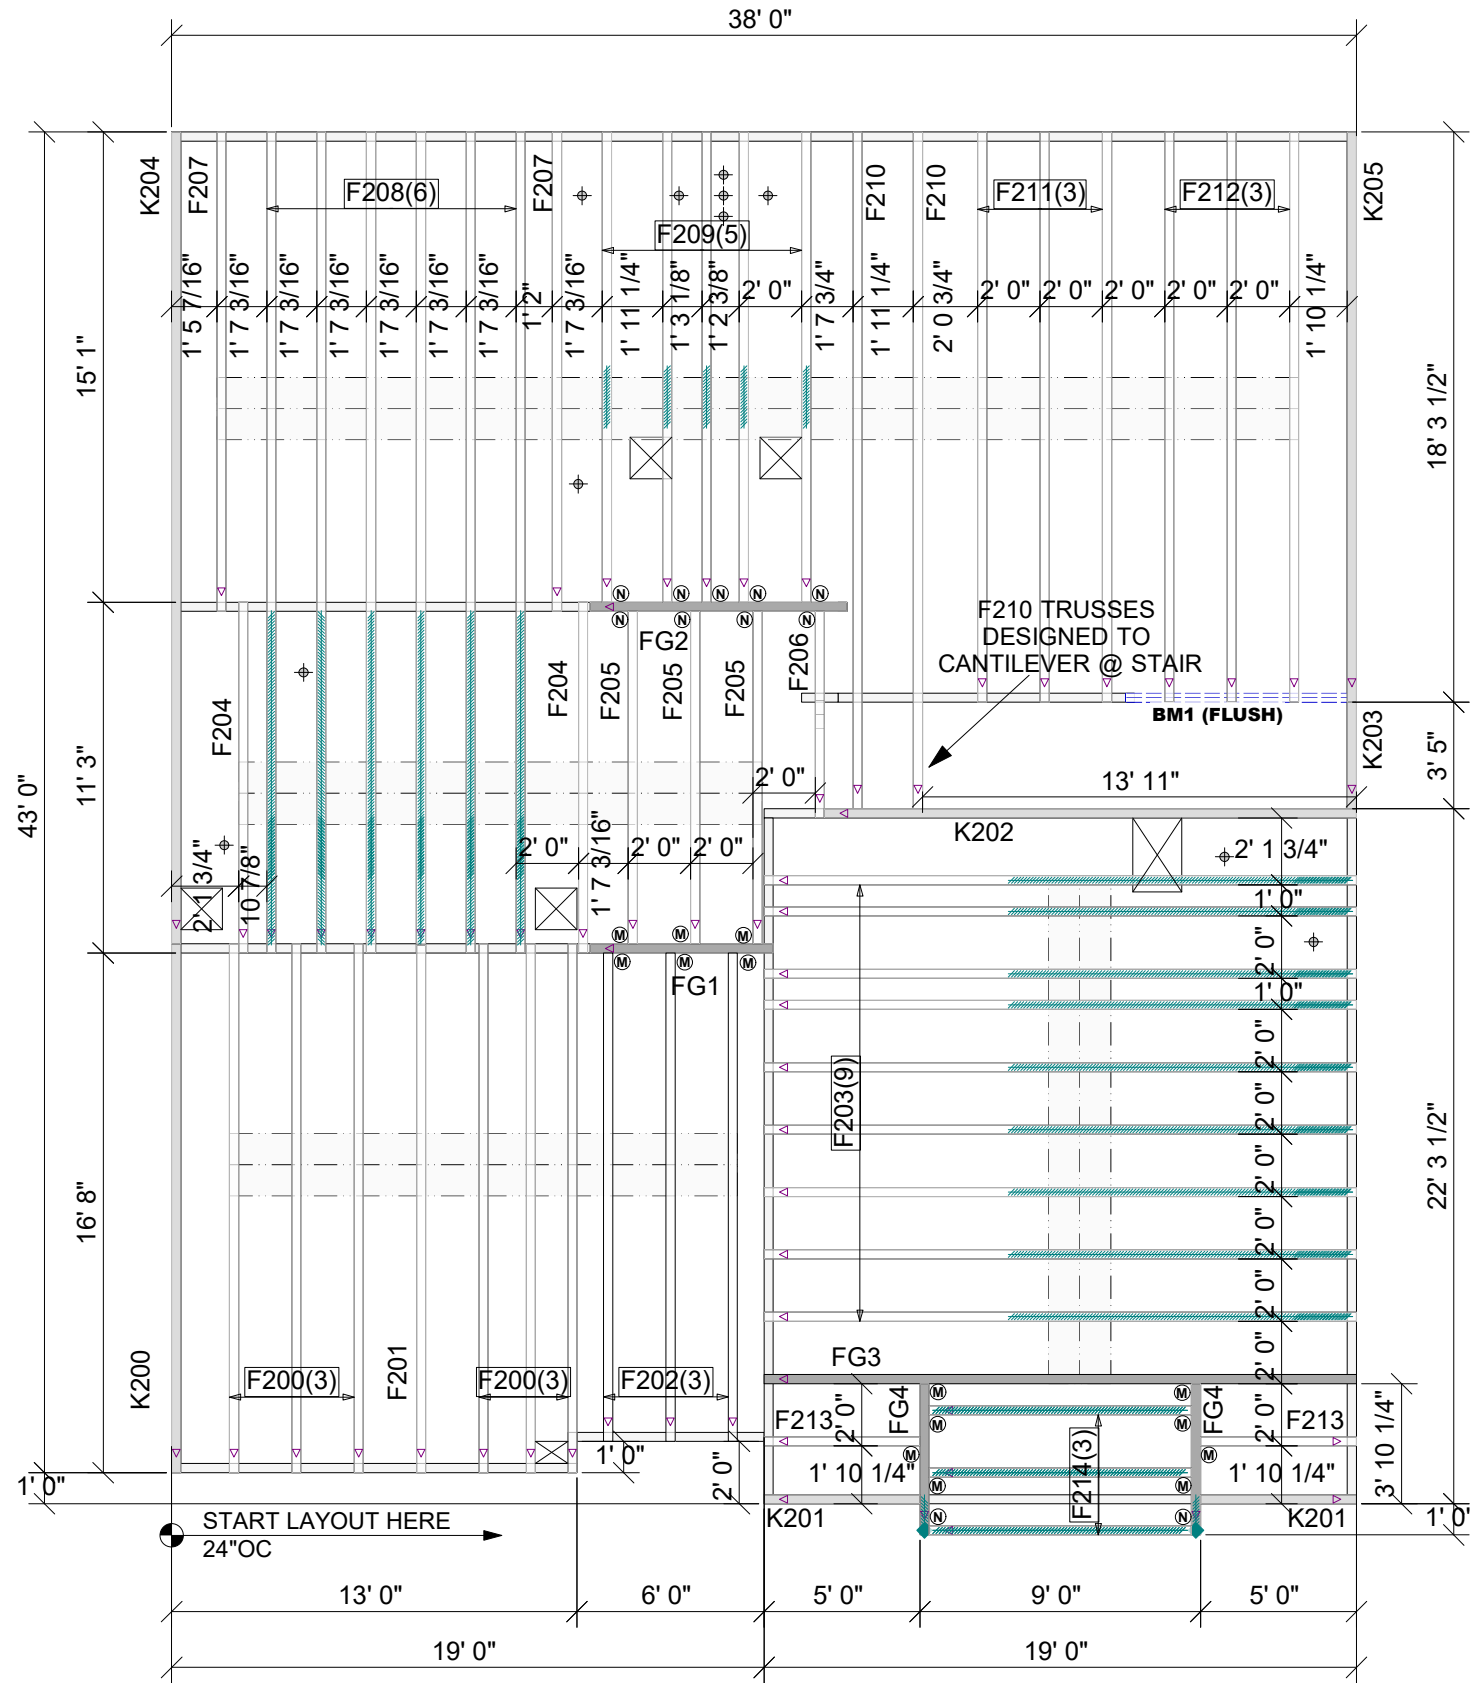 38' 0"
K204
F207
F208(6)
F207
F209(5)
F210
F210
F211(3)
F212(3)
K205
1' 5 7/16"
1' 7 3/16"
1' 7 3/16"
1' 7 3/16"
1' 7 3/16"
1' 7 3/16"
1' 7 3/16"
1' 2"
1' 7 3/16"
1' 11 1/4"
1' 3 1/8"
1' 2 3/8"
2' 0"
1' 7 3/4"
1' 11 1/4"
2' 0 3/4"
2' 0"
2' 0"
2' 0"
2' 0"
2' 0"
1' 10 1/4"
15' 1"
18' 3 1/2"
N
N
N
N
N
N
N
N
N
FG2
F204
F204
F205
F205
F205
F206
F210 TRUSSES
DESIGNED TO
CANTILEVER @ STAIR
BM1 (FLUSH)
K203
3' 5"
11' 3"
43' 0"
2' 0"
13' 11"
K202
2' 1 3/4"
10 7/8"
2' 0"
1' 7 3/16"
2' 0"
2' 0"
2' 1 3/4"
1' 0"
2' 0"
1' 0"
2' 0"
2' 0"
2' 0"
2' 0"
2' 0"
2' 0"
M
M
M
M
M
M
FG1
F203(9)
22' 3 1/2"
16' 8"
K200
F200(3)
F201
F200(3)
F202(3)
FG3
FG4
FG4
F213
F213
M
M
M
M
M
M
M
M
N
N
2' 0"
2' 0"
1' 10 1/4"
1' 10 1/4"
3' 10 1/4"
F214(3)
1' 0"
1' 0"
2' 0"
K201
K201
1' 0"
START LAYOUT HERE
24"OC
13' 0"
6' 0"
5' 0"
9' 0"
5' 0"
19' 0"
19' 0"